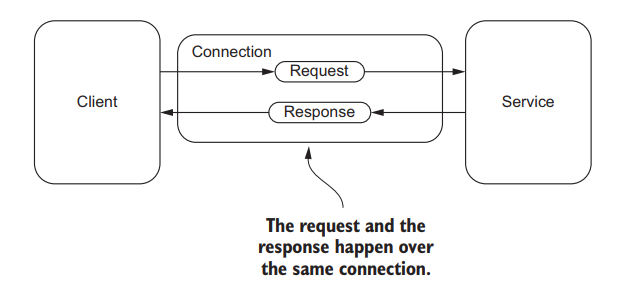 Connection
Request
Client
Service
Response
The request and the
response happen over
the same connection.